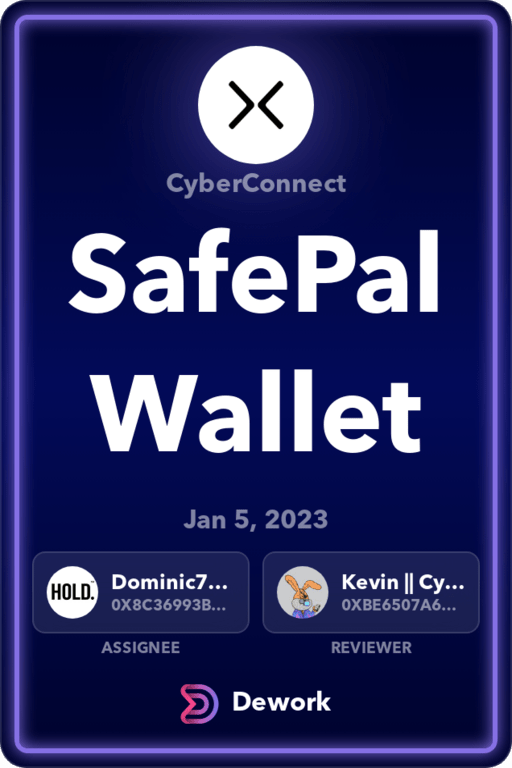 CyberConnect
SafePal
Wallet
Jan 5, 2023
HOLD.
Dominic7...
0X8C36993B...
Kevin || Cy...
0XBE6507A6...
ASSIGNEE
REVIEWER
Dework